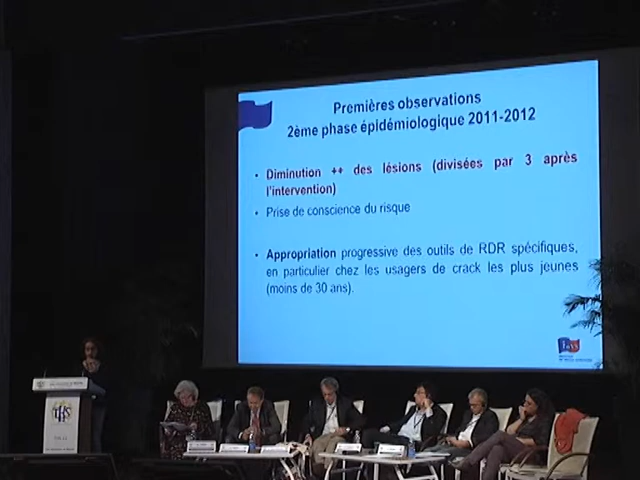 Premières observations
2ème phase épidémiologique 2011-2012
• Diminution ++ des lésions (divisées par 3 après
l'intervention)
• Prise de conscience du risque
• Appropriation progressive des outils de RDR spécifiques,
en particulier chez les usagers de crack les plus jeunes
(moins de 30 ans).